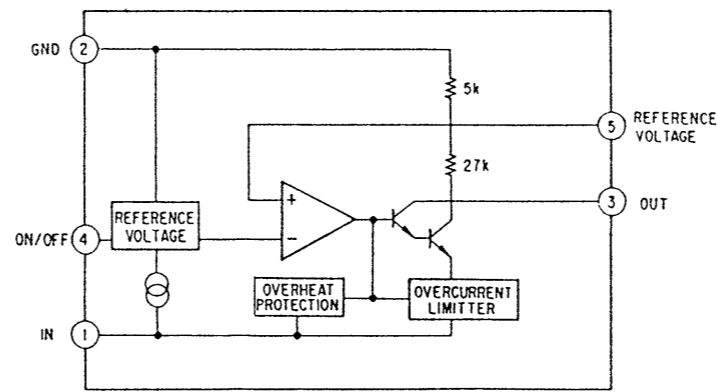 GND 2
5k
5 REFERENCE
VOLTAGE
27k
+
3 OUT
REFERENCE
VOLTAGE
ON/OFF 4
−
OVERHEAT
PROTECTION
OVERCURRENT
LIMITTER
IN 1